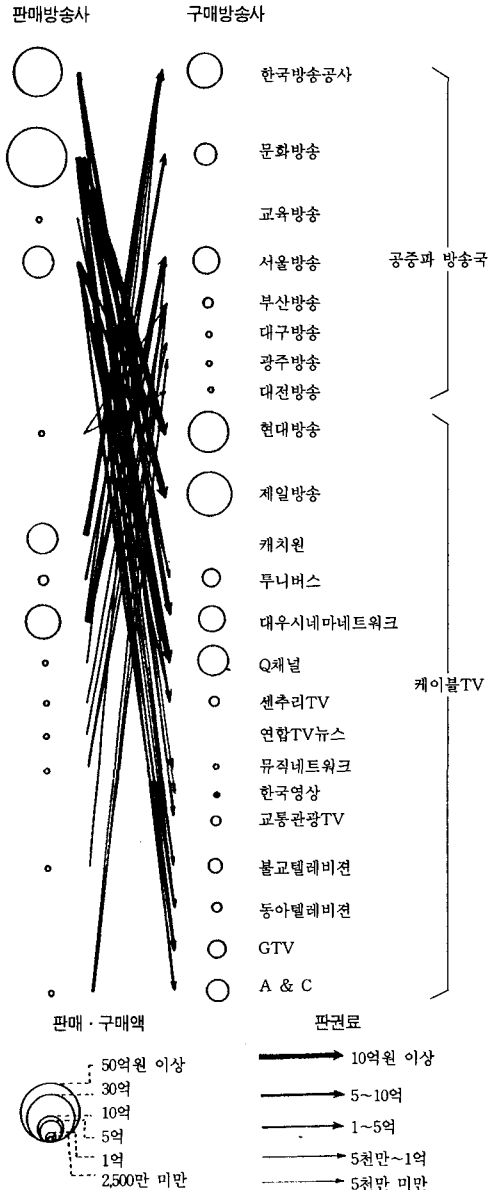 판매방송사 구매방송사
한국방송공사
문화방송
교육방송
서울방송
공중파 방송국
부산방송
대구방송
광주방송
대전방송
현대방송
제일방송
캐치원
투니버스
대우시네마네트워크
Q채널
케이블TV
센추리TV
연합TV뉴스
뮤직네트워크
한국영상
교통관광TV
불교텔레비젼
동아텔레비젼
GTV
A & C
판매・구매액 판권료
50억원 이상
30억
10억
5억
1억
2,500만 미만
10억원 이상
5~10억
1~5억
5천만~1억
5천만 미만